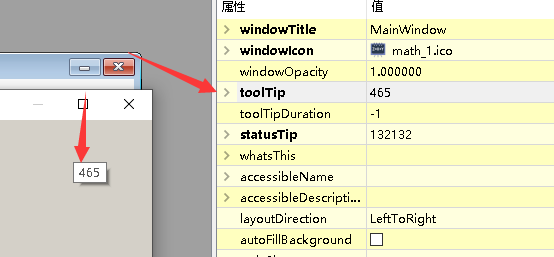 属性 值
windowTitle MainWindow
windowIcon math_1.ico
windowOpacity 1.000000
toolTip 465
toolTipDuration -1
statusTip 132132
whatsThis
accessibleName
accessibleDescripti...
layoutDirection LeftToRight
autoFillBackground
465